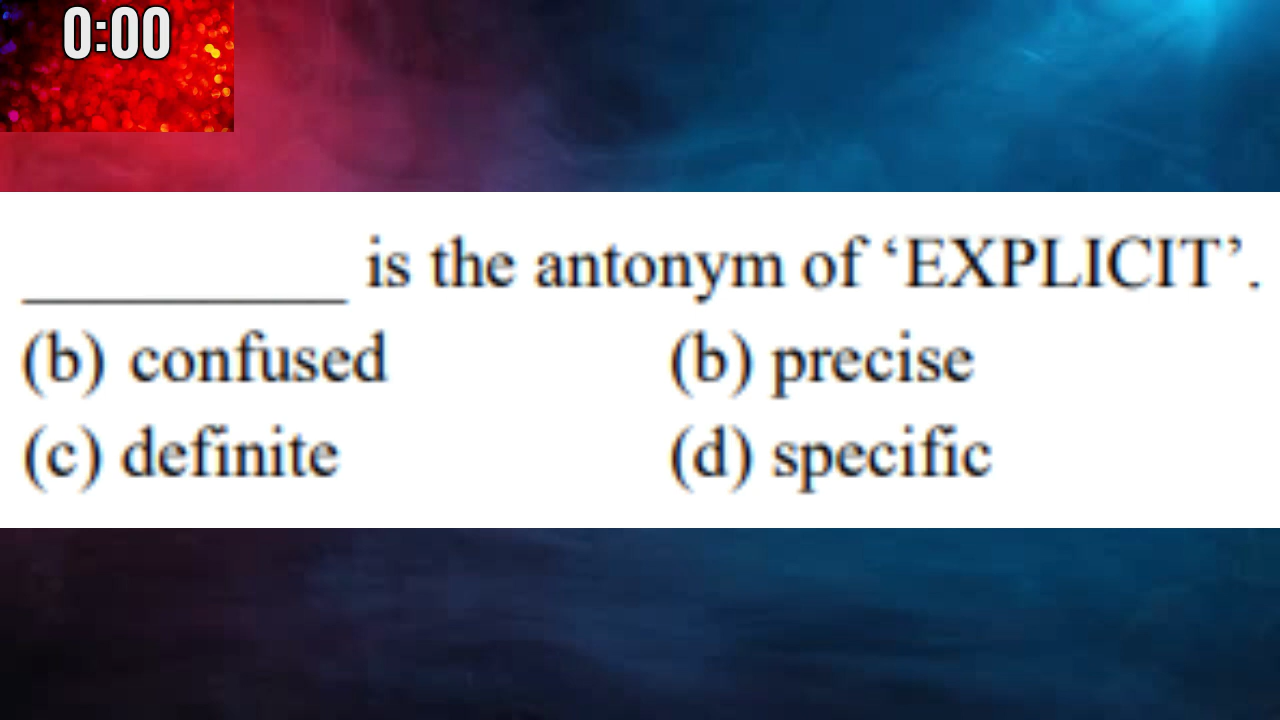 0:00
__________ is the antonym of ‘EXPLICIT’.
(b) confused (b) precise
(c) definite (d) specific